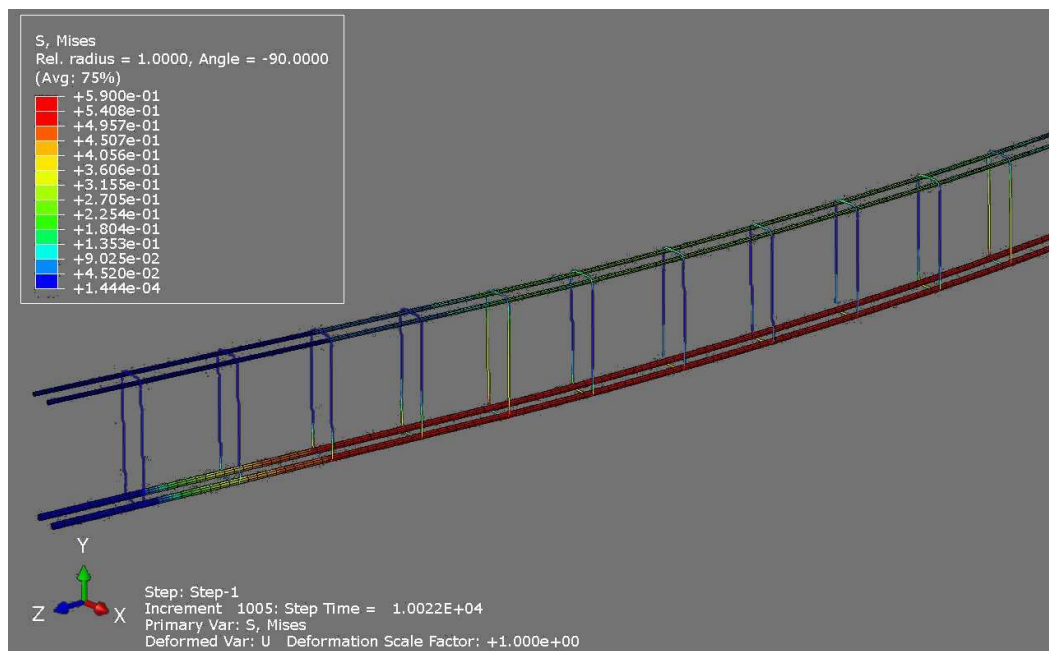 S, Mises
Rel. radius = 1.0000, Angle = -90.0000
(Avg: 75%)
+5.900e-01
+5.408e-01
+4.957e-01
+4.507e-01
+4.056e-01
+3.606e-01
+3.155e-01
+2.705e-01
+2.254e-01
+1.804e-01
+1.353e-01
+9.025e-02
+4.520e-02
+1.444e-04
Y
Z X
Step: Step-1
Increment 1005: Step Time = 1.0022E+04
Primary Var: S, Mises
Deformed Var: U Deformation Scale Factor: +1.000e+00